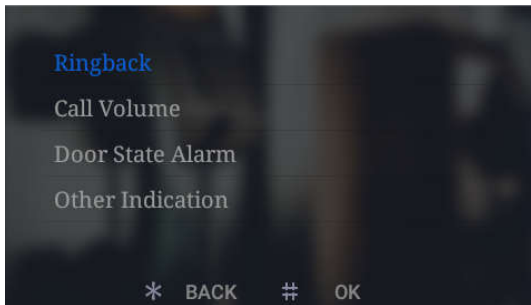 Ringback
Call Volume
Door State Alarm
Other Indication
* BACK # OK